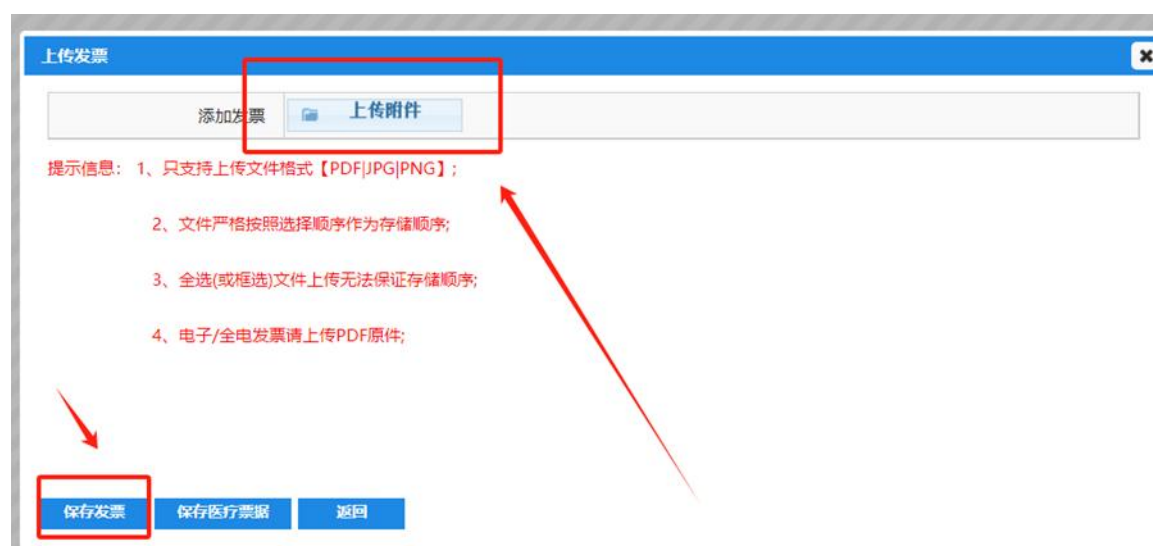 上传发票
添加发票 上传附件
提示信息： 1、只支持上传文件格式【PDF|JPG|PNG】;
2、文件严格按照选择顺序作为存储顺序;
3、全选(或框选)文件上传无法保证存储顺序;
4、电子/全电发票请上传PDF原件;
保存发票 保存医疗票据 返回